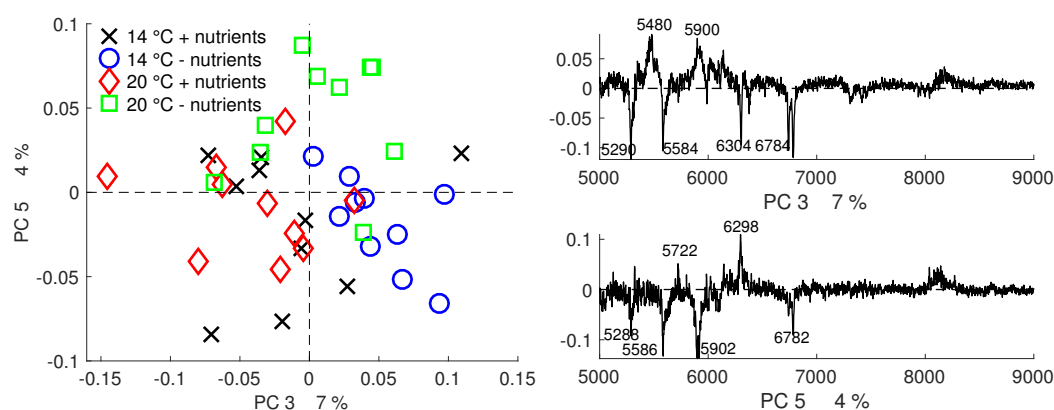 0.1
0.05
0
-0.05
-0.1
PC 5 4 %
14 °C + nutrients
14 °C - nutrients
20 °C + nutrients
20 °C - nutrients
-0.15 -0.1 -0.05 0 0.05 0.1 0.15
PC 3 7 %
5480
5900
0.05
0
-0.05
-0.1
5290 5584 6304 6784
5000 6000 7000 8000 9000
PC 3 7 %
6298
5722
0.1
0
-0.1
5288
5586 5902 6782
5000 6000 7000 8000 9000
PC 5 4 %